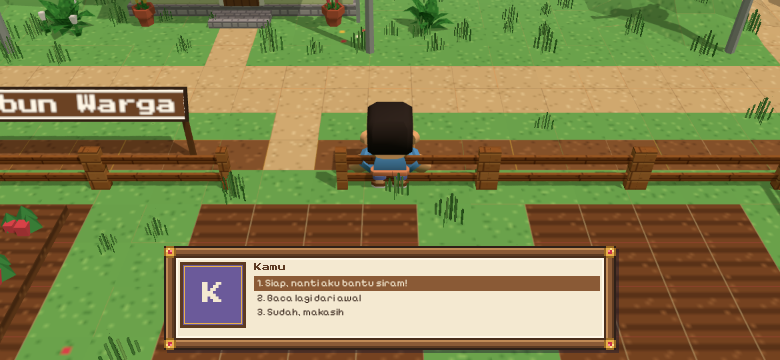 bun Warga
Kamu
K
1. Siap, nanti aku bantu siram!
2. Baca lagi dari awal
3. Sudah, makasih